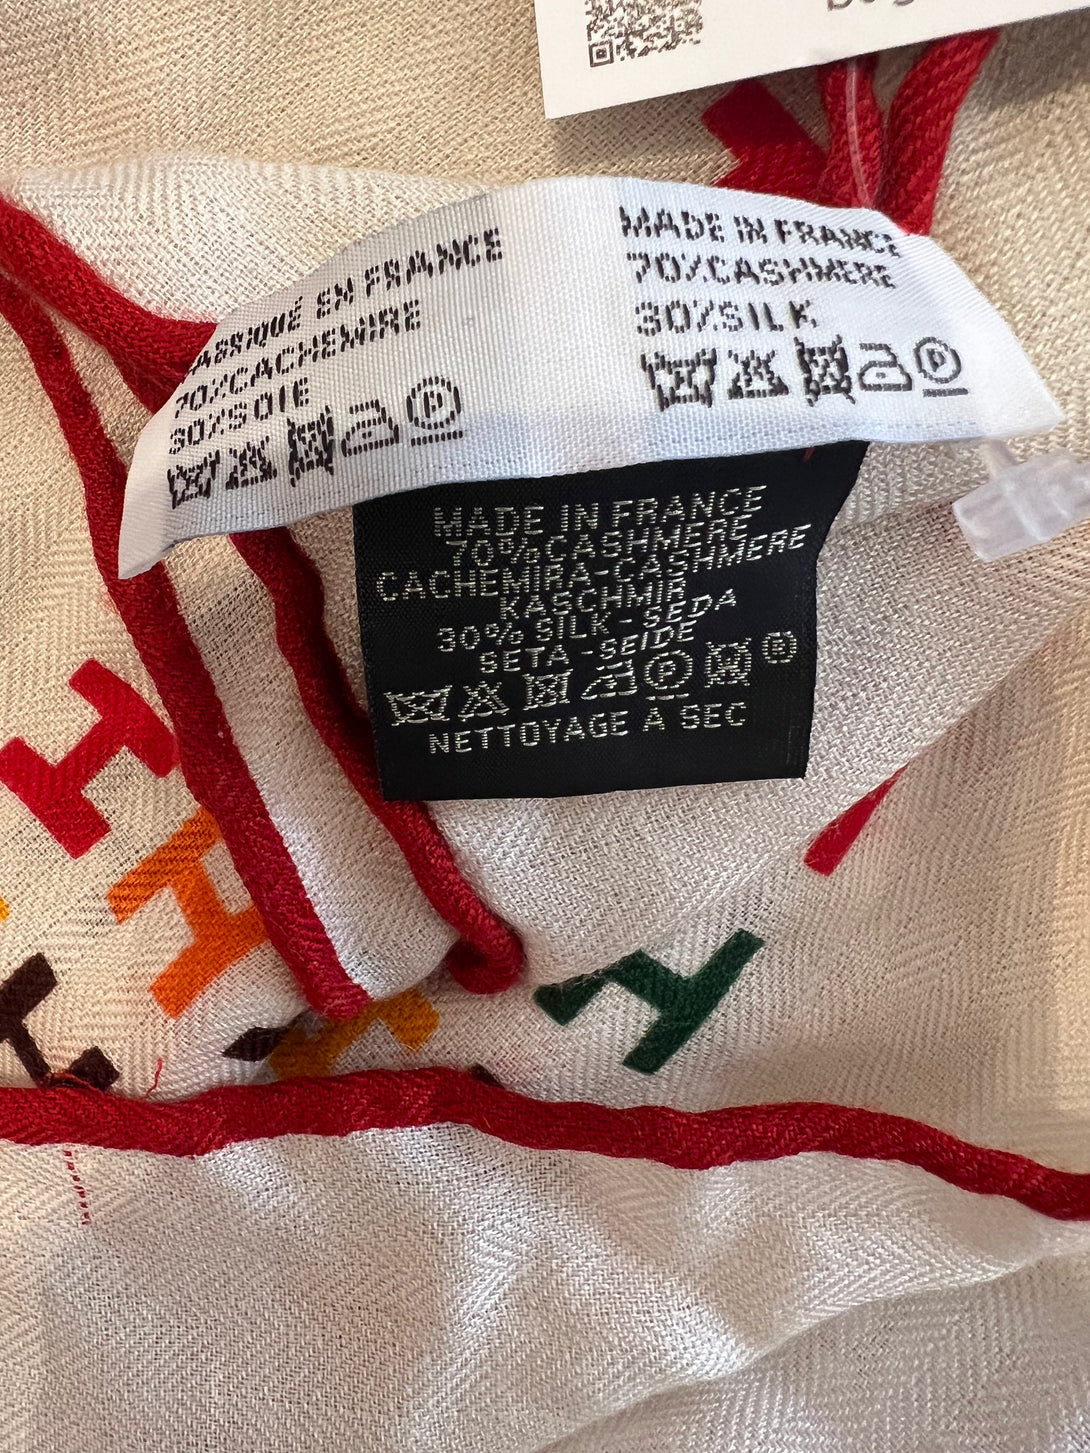 FABRIQUÉ EN FRANCE
70%CACHEMIRE
30%SOIE
P
MADE IN FRANCE
70%CASHMERE
30%SILK
P
MADE IN FRANCE
70%CASHMERE
CACHEMIRA-CASHMERE
KASCHMIR
30% SILK-SEDA
SETA-SEIDE
P
®
NETTOYAGE A SEC